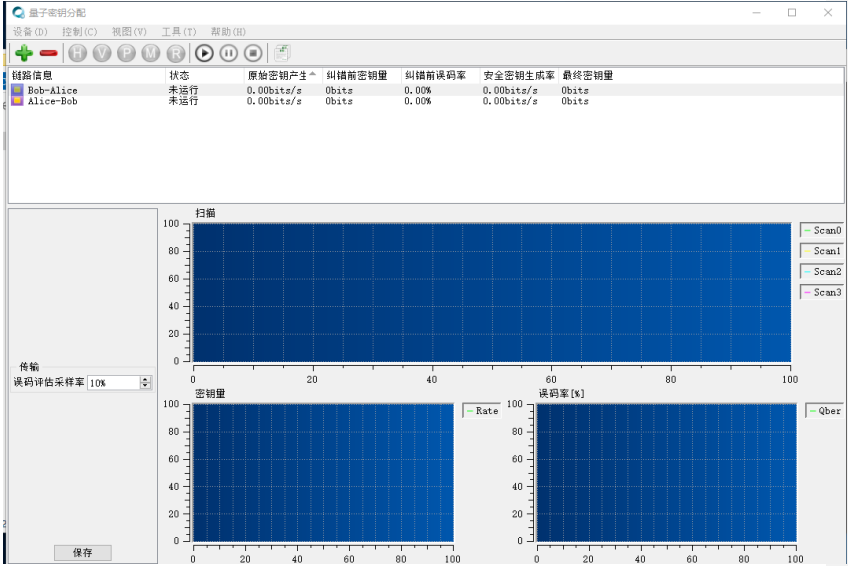 量子密钥分配
设备(D) 控制(C) 视图(V) 工具(T) 帮助(H)
H V P M R
链路信息 状态 原始密钥产生 纠错前密钥量 纠错前误码率 安全密钥生成率 最终密钥量
Bob-Alice 未运行 0.00bits/s 0bits 0.00% 0.00bits/s 0bits
Alice-Bob 未运行 0.00bits/s 0bits 0.00% 0.00bits/s 0bits
扫描
100
80
60
40
20
0
0 20 40 60 80 100
Scan0
Scan1
Scan2
Scan3
传输
误码评估采样率 10%
保存
密钥量
100
80
60
40
20
0
0 20 40 60 80 100
Rate
误码率[%]
100
80
60
40
20
0
0 20 40 60 80 100
Qber